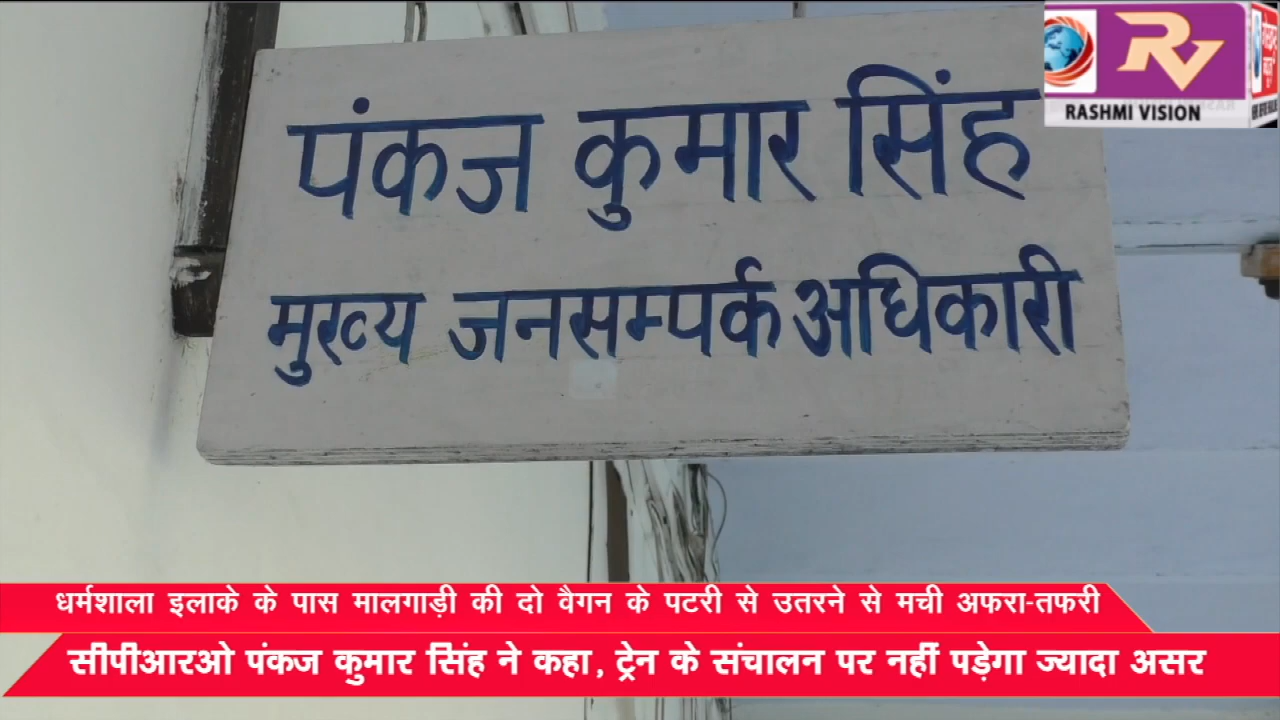 RV
RASHMI VISION
पंकज कुमार सिंह
मुख्य जनसम्पर्क अधिकारी
धर्मशाला इलाके के पास मालगाड़ी की दो वैगन के पटरी से उतरने से मची अफरा-तफरी
सीपीआरओ पंकज कुमार सिंह ने कहा, ट्रेन के संचालन पर नहीं पड़ेगा ज्यादा असर